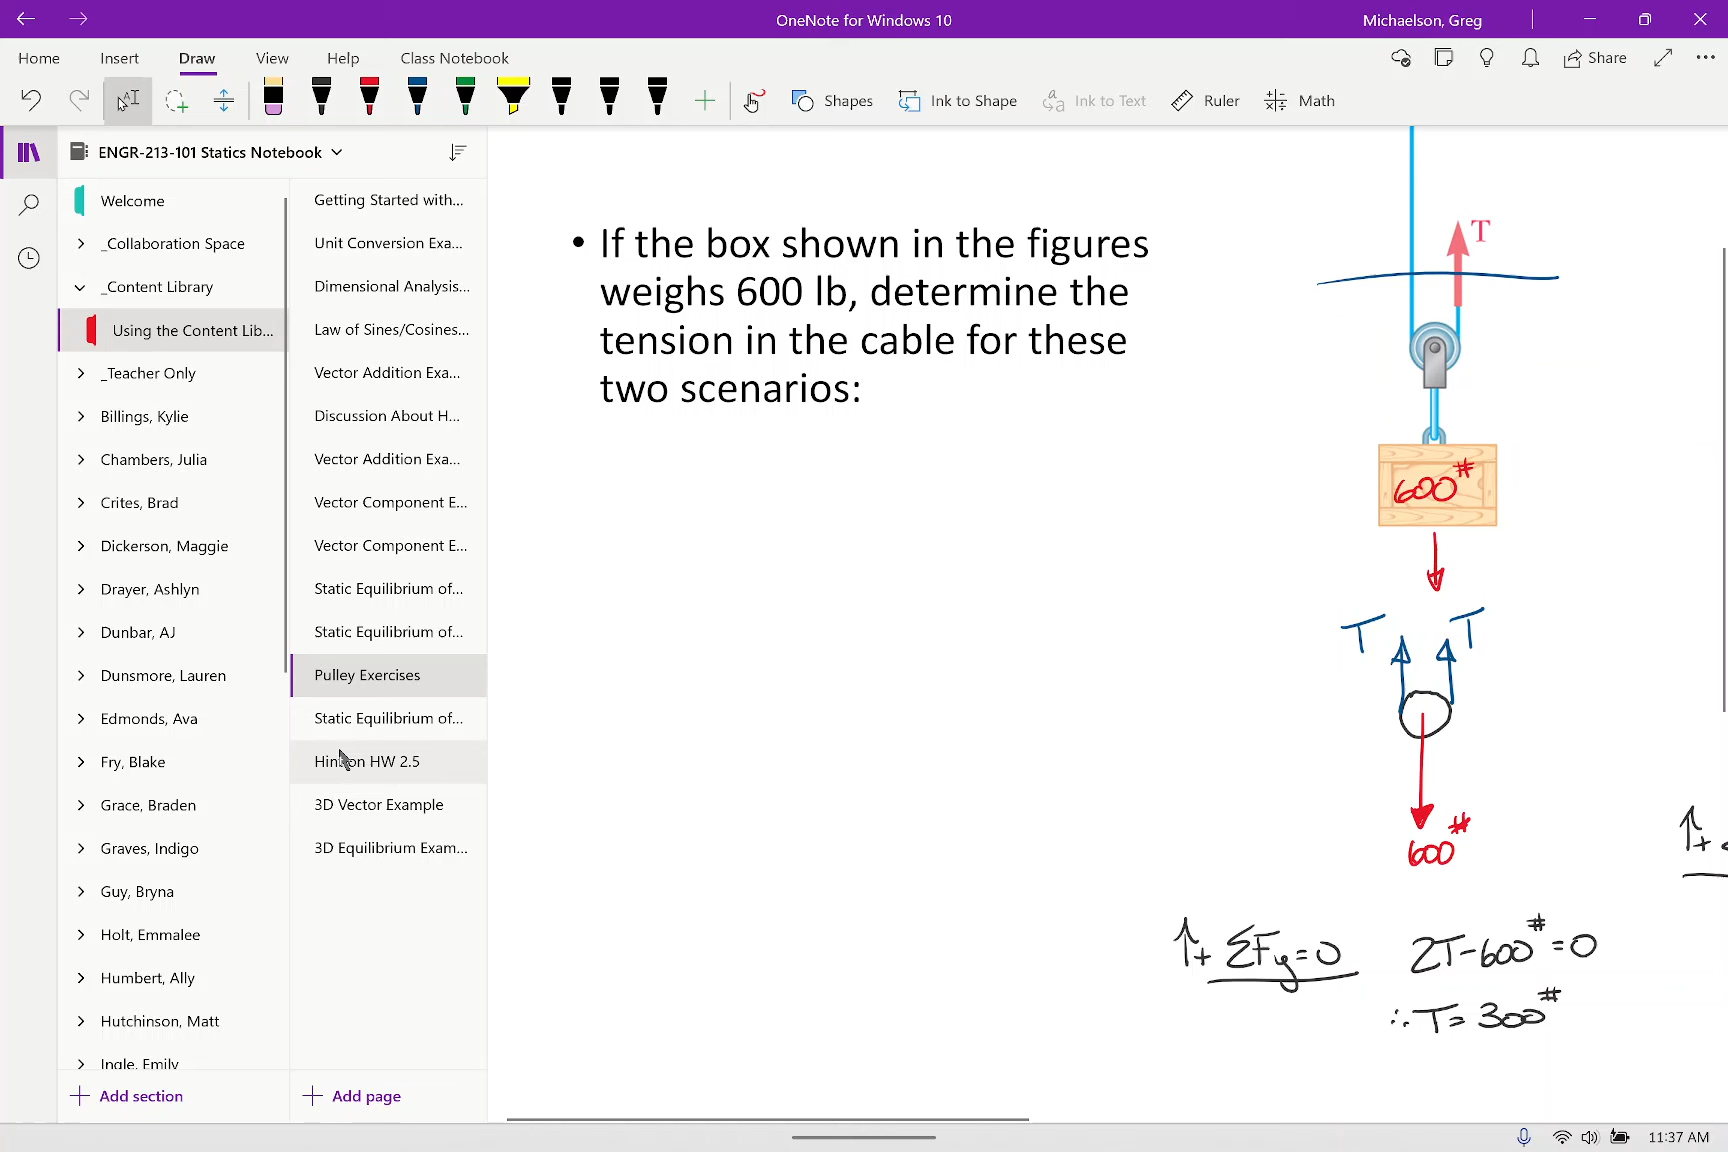 OneNote for Windows 10
Michaelson, Greg
Home Insert Draw View Help Class Notebook
Share
Shapes Ink to Shape Ink to Text Ruler Math
ENGR-213-101 Statics Notebook
Welcome
_Collaboration Space
_Content Library
Using the Content Lib...
_Teacher Only
Billings, Kylie
Chambers, Julia
Crites, Brad
Dickerson, Maggie
Drayer, Ashlyn
Dunbar, AJ
Dunsmore, Lauren
Edmonds, Ava
Fry, Blake
Grace, Braden
Graves, Indigo
Guy, Bryna
Holt, Emmalee
Humbert, Ally
Hutchinson, Matt
Ingle, Emily
Add section
Getting Started with...
Unit Conversion Exa...
Dimensional Analysis...
Law of Sines/Cosines...
Vector Addition Exa...
Discussion About H...
Vector Addition Exa...
Vector Component E...
Vector Component E...
Static Equilibrium of...
Static Equilibrium of...
Pulley Exercises
Static Equilibrium of...
Hint on HW 2.5
3D Vector Example
3D Equilibrium Exam...
Add page
• If the box shown in the figures
weighs 600 lb, determine the
tension in the cable for these
two scenarios:
T
600#
T T
600#
↑+ ΣFy=0 2T-600#=0
∴T=300#
↑+
11:37 AM